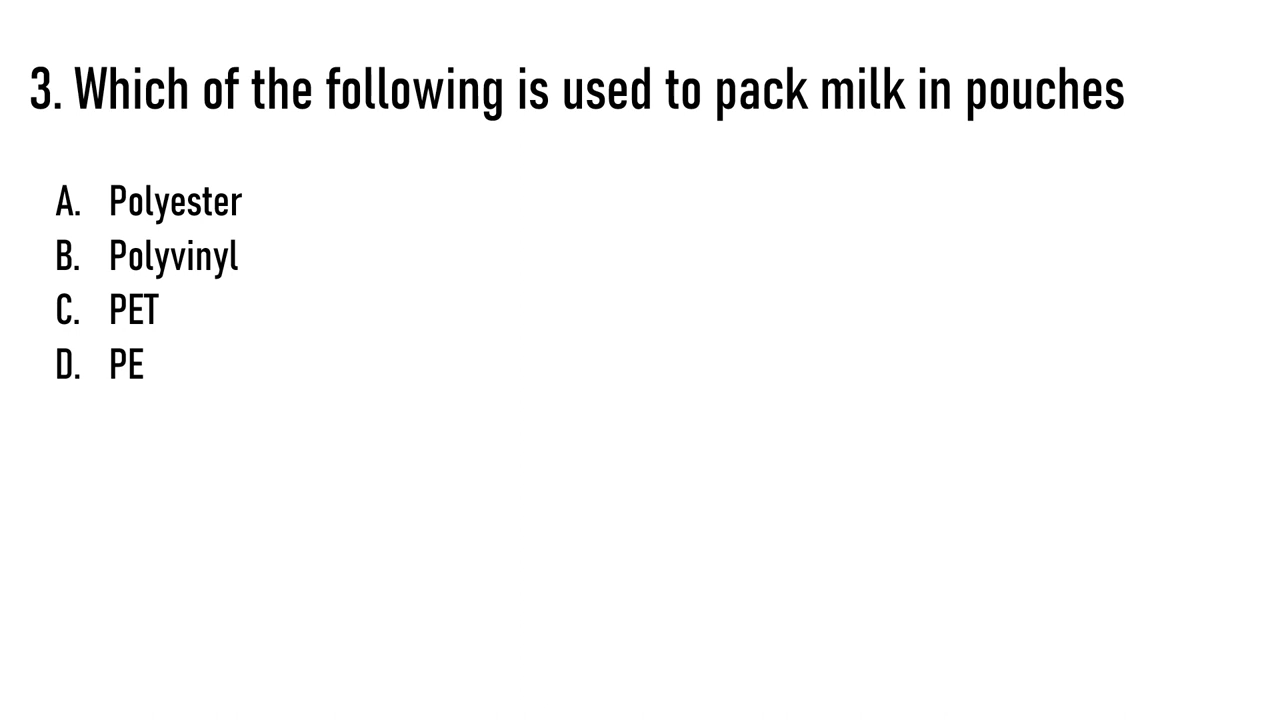 3. Which of the following is used to pack milk in pouches
A. Polyester
B. Polyvinyl
C. PET
D. PE